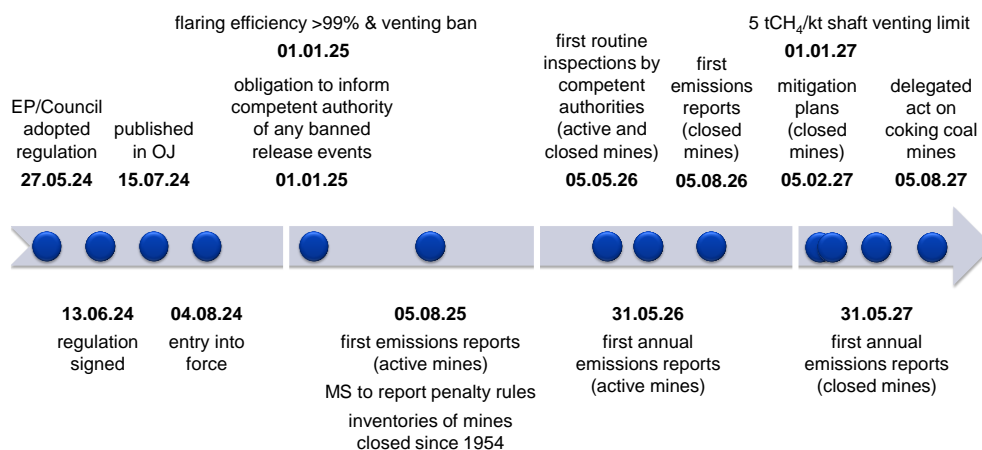 flaring efficiency >99% & venting ban
01.01.25
5 tCH₄/kt shaft venting limit
01.01.27
EP/Council
adopted
regulation
27.05.24
published
in OJ
15.07.24
obligation to inform
competent authority
of any banned
release events
01.01.25
first routine
inspections by
competent
authorities
(active and
closed mines)
05.05.26
first
emissions
reports
(closed
mines)
05.08.26
mitigation
plans
(closed
mines)
05.02.27
delegated
act on
coking coal
mines
05.08.27
13.06.24
regulation
signed
04.08.24
entry into
force
05.08.25
first emissions reports
(active mines)
MS to report penalty rules
inventories of mines
closed since 1954
31.05.26
first annual
emissions reports
(active mines)
31.05.27
first annual
emissions reports
(closed mines)